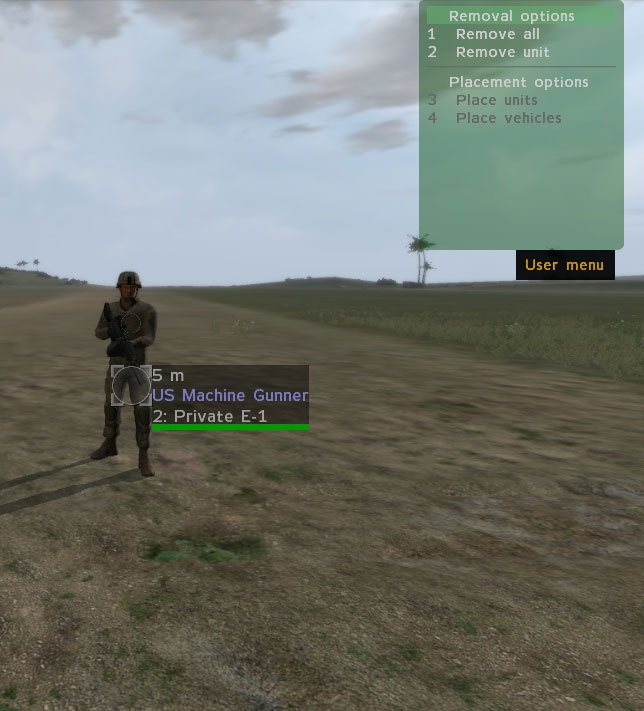 Removal options
1 Remove all
2 Remove unit
Placement options
3 Place units
4 Place vehicles
User menu
5 m
US Machine Gunner
2: Private E-1